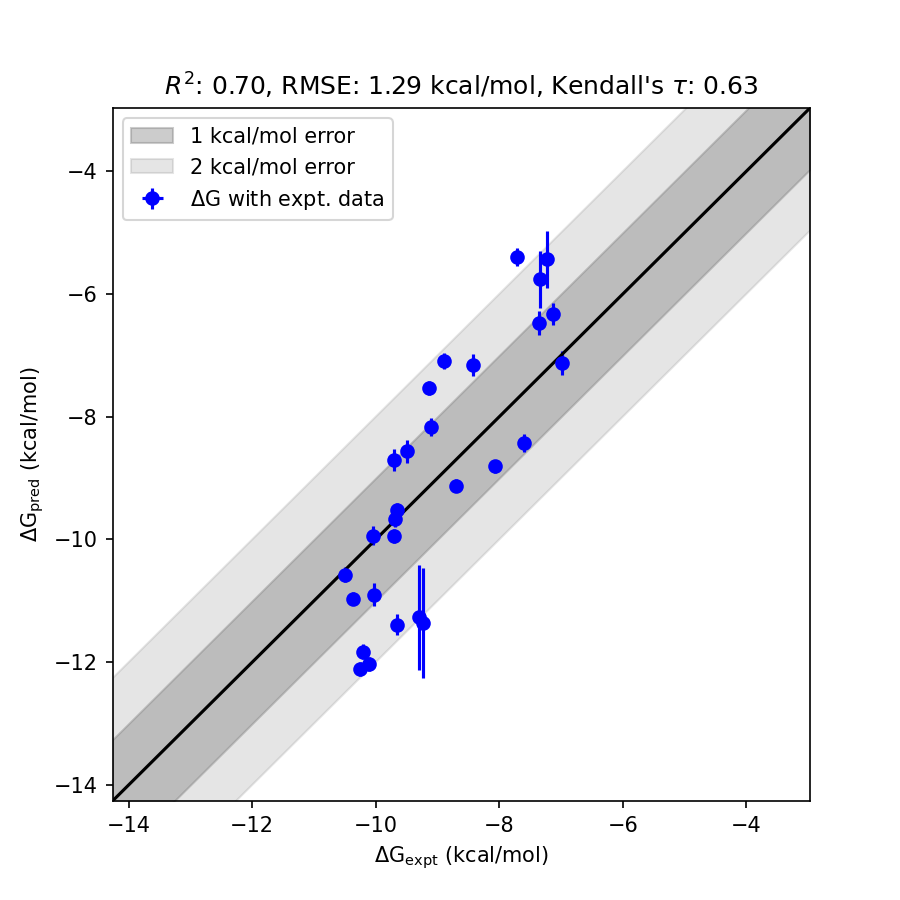 R²: 0.70, RMSE: 1.29 kcal/mol, Kendall's τ: 0.63
1 kcal/mol error
2 kcal/mol error
ΔG with expt. data
−4
−6
−8
−10
−12
−14
ΔGpred (kcal/mol)
−14 −12 −10 −8 −6 −4
ΔGexpt (kcal/mol)